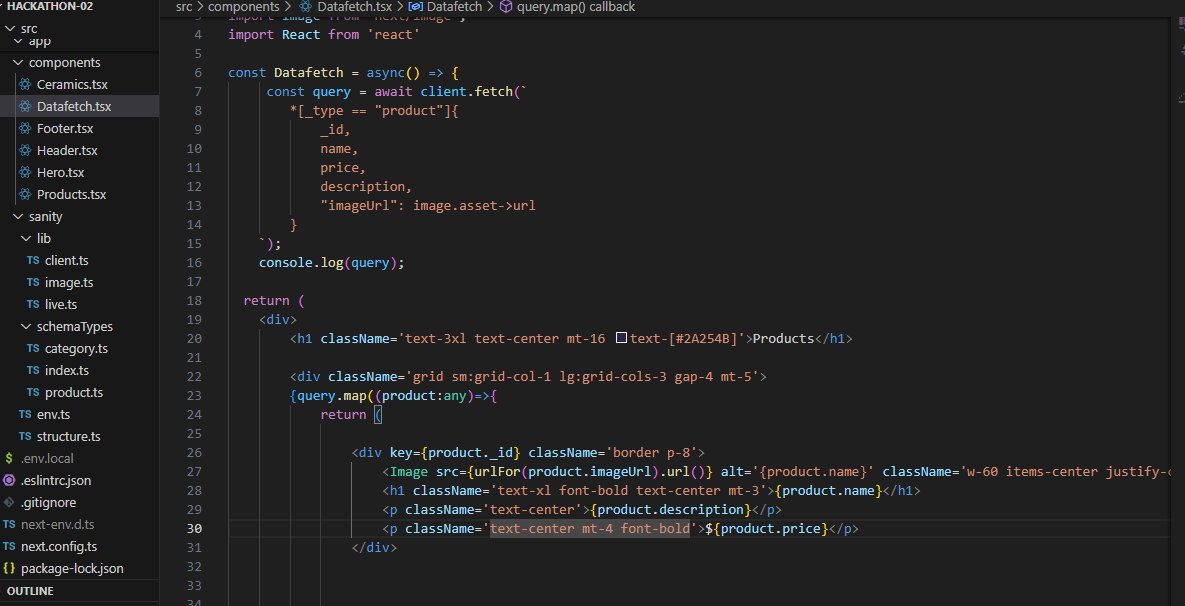 HACKATHON-02
src
app
components
Ceramics.tsx
Datafetch.tsx
Footer.tsx
Header.tsx
Hero.tsx
Products.tsx
sanity
lib
TS client.ts
TS image.ts
TS live.ts
schemaTypes
TS category.ts
TS index.ts
TS product.ts
TS env.ts
TS structure.ts
$ .env.local
.eslintrc.json
.gitignore
TS next-env.d.ts
TS next.config.ts
{} package-lock.json
OUTLINE
src > components > Datafetch.tsx > Datafetch > query.map() callback
3 import image from 'next/image';
4 import React from 'react'
5
6 const Datafetch = async() => {
7 const query = await client.fetch(`
8 *[_type == "product"]{
9 _id,
10 name,
11 price,
12 description,
13 "imageUrl": image.asset->url
14 }
15 `);
16 console.log(query);
17
18 return (
19 <div>
20 <h1 className='text-3xl text-center mt-16 text-[#2A254B]'>Products</h1>
21
22 <div className='grid sm:grid-col-1 lg:grid-cols-3 gap-4 mt-5'>
23 {query.map((product:any)=>{
24 return (
25
26 <div key={product._id} className='border p-8'>
27 <Image src={urlFor(product.imageUrl).url()} alt='{product.name}' className='w-60 items-center justify-
28 <h1 className='text-xl font-bold text-center mt-3'>{product.name}</h1>
29 <p className='text-center'>{product.description}</p>
30 <p className='text-center mt-4 font-bold'>${product.price}</p>
31 </div>
32
33
34